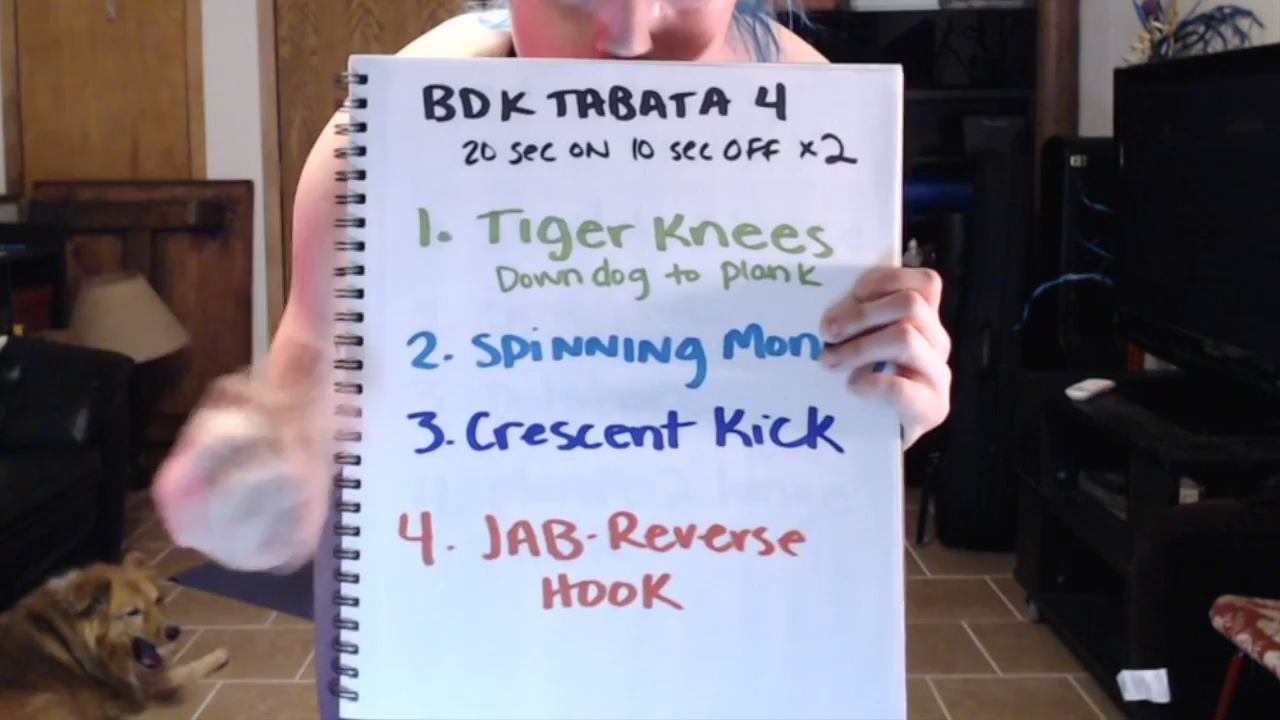 BDK TABATA 4
20 sec ON 10 sec OFF x2
1. Tiger Knees
Down dog to plank
2. SPINNING
3. Crescent Kick
4. JAB-Reverse
HOOK